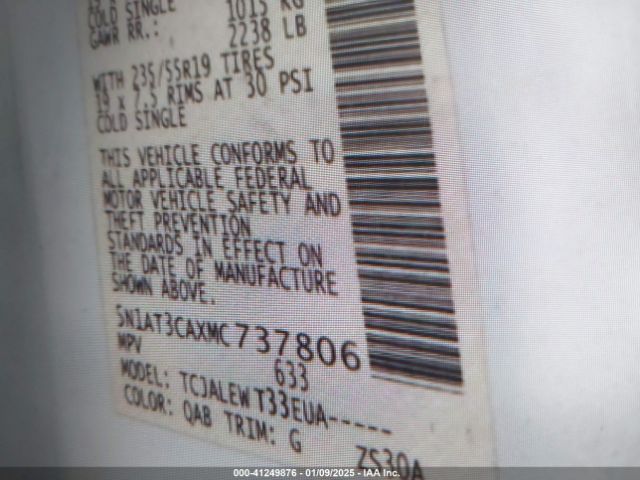 COLD SINGLE 1015 KG
GAWR RR.: 2238 LB
WITH 235/55R19 TIRES
19 x 7.5 RIMS AT 30 PSI
COLD SINGLE
THIS VEHICLE CONFORMS TO
ALL APPLICABLE FEDERAL
MOTOR VEHICLE SAFETY AND
THEFT PREVENTION
STANDARDS IN EFFECT ON
THE DATE OF MANUFACTURE
SHOWN ABOVE.
5N1AT3CAXMC737806
MPV 633
MODEL: TCJALEWT33EUA-----
COLOR: QAB TRIM: G ZS30A
000-41249876 - 01/09/2025 - IAA Inc.